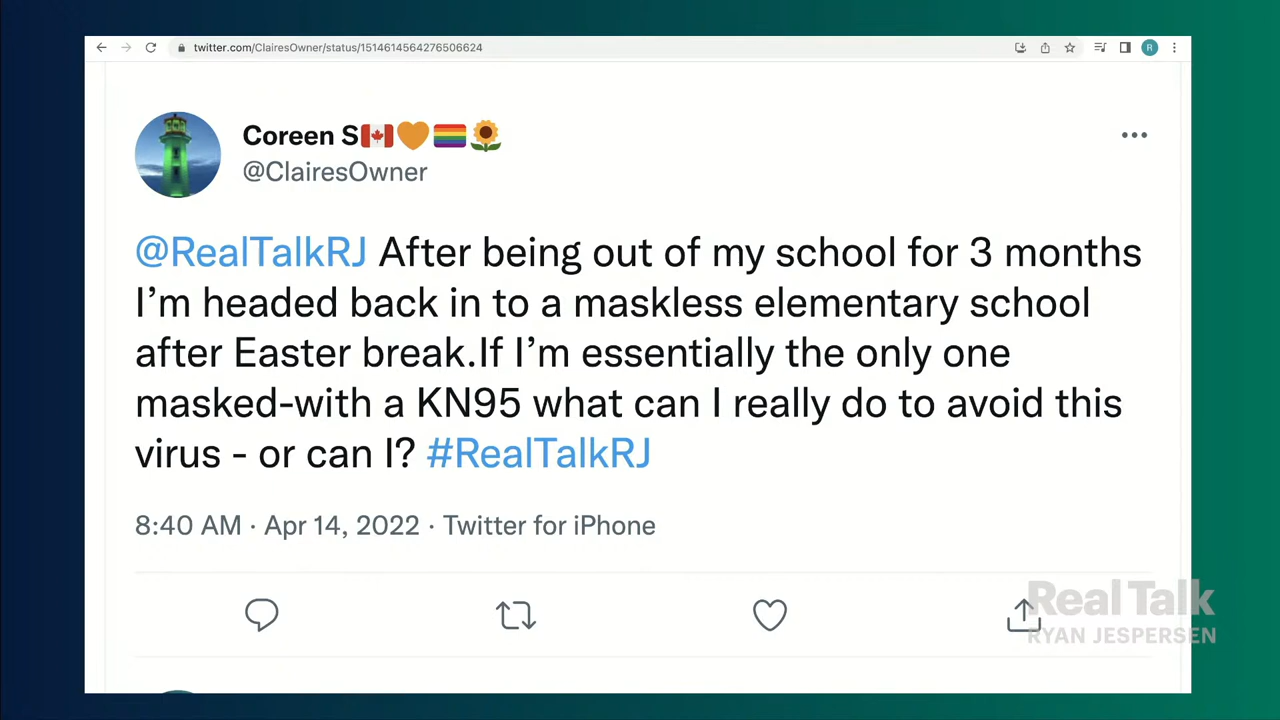 twitter.com/ClairesOwner/status/1514614564276506624
R
Coreen S🇨🇦🧡🏳️‍🌈🌻
@ClairesOwner
@RealTalkRJ After being out of my school for 3 months
I’m headed back in to a maskless elementary school
after Easter break.If I’m essentially the only one
masked-with a KN95 what can I really do to avoid this
virus - or can I? #RealTalkRJ
8:40 AM · Apr 14, 2022 · Twitter for iPhone
Real Talk
RYAN JESPERSEN